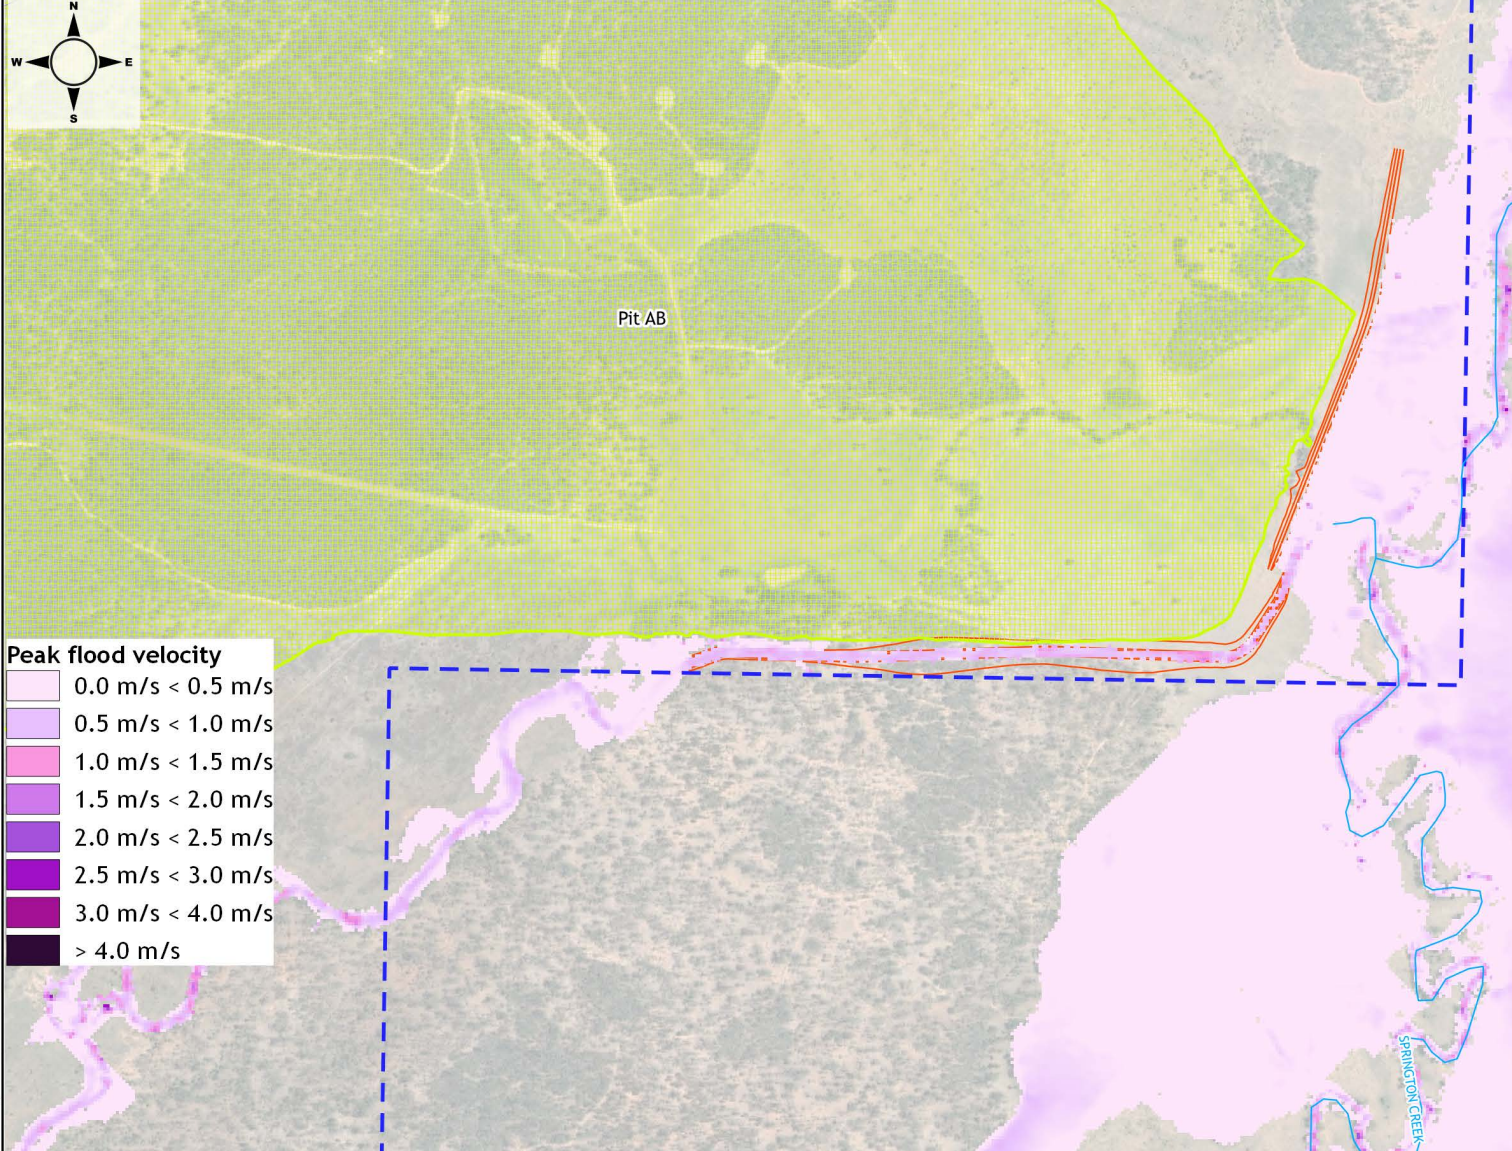 N
W
E
S
Pit AB
Peak flood velocity
0.0 m/s < 0.5 m/s
0.5 m/s < 1.0 m/s
1.0 m/s < 1.5 m/s
1.5 m/s < 2.0 m/s
2.0 m/s < 2.5 m/s
2.5 m/s < 3.0 m/s
3.0 m/s < 4.0 m/s
> 4.0 m/s
SPRINGTON CREEK